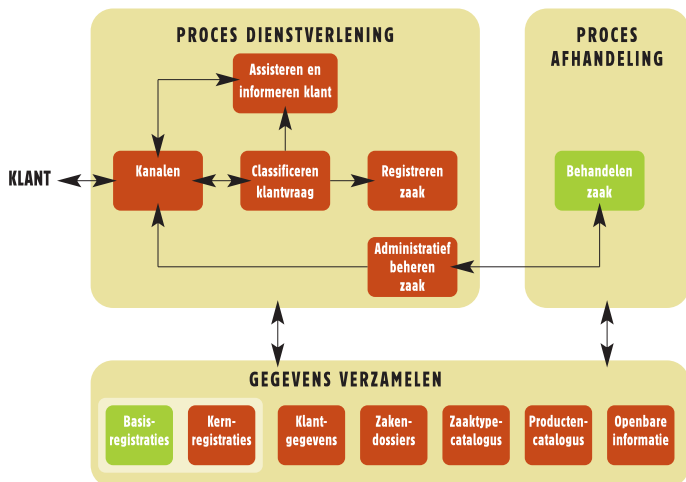 PROCES DIENSTVERLENING
PROCES
AFHANDELING
Assisteren en
informeren klant
KLANT
Kanalen
Classificeren
klantvraag
Registreren
zaak
Behandelen
zaak
Administratief
beheren
zaak
GEGEVENS VERZAMELEN
Basis-
registraties
Kern-
registraties
Klant-
gegevens
Zaken-
dossiers
Zaaktype-
catalogus
Producten-
catalogus
Openbare
informatie